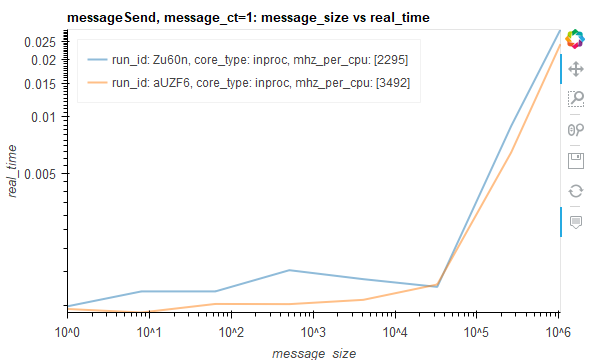 messageSend, message_ct=1: message_size vs real_time
run_id: Zu60n, core_type: inproc, mhz_per_cpu: [2295]
run_id: aUZF6, core_type: inproc, mhz_per_cpu: [3492]
real_time
0.025
0.02
0.015
0.01
0.005
10^0
10^1
10^2
10^3
10^4
10^5
10^6
message_size